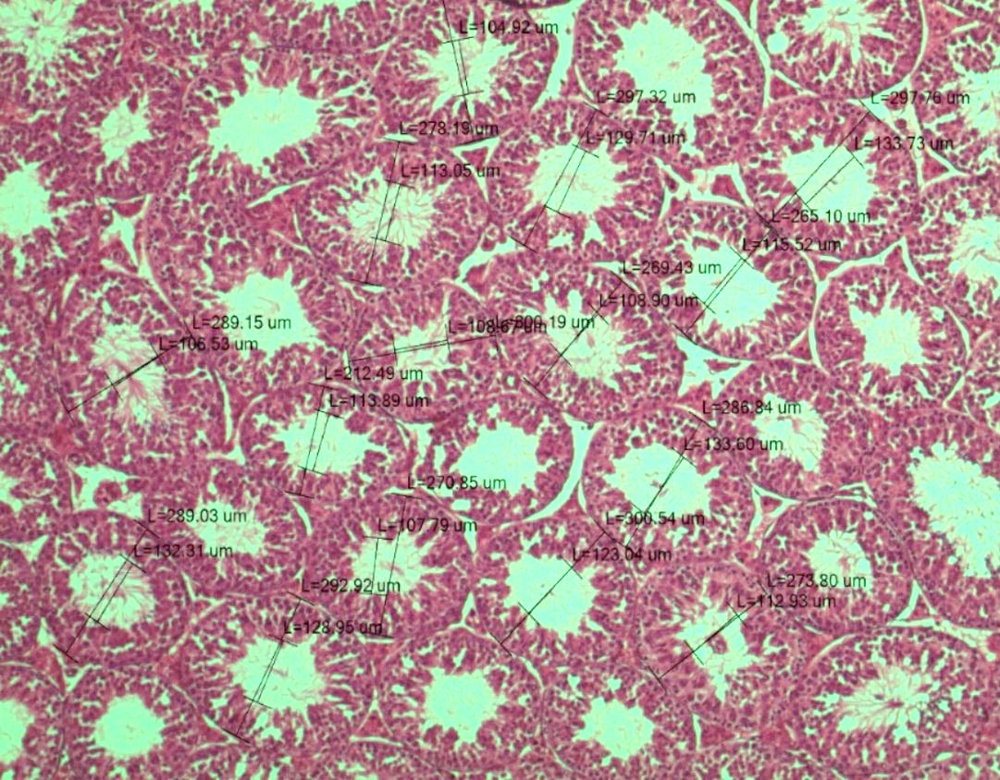 L=104.92 um
L=297.32 um
L=297.76 um
L=278.19 um
L=129.71 um
L=133.73 um
L=113.05 um
L=265.10 um
L=115.52 um
L=269.43 um
L=108.90 um
L=289.15 um
L=300.19 um
L=106.53 um
L=212.49 um
L=113.89 um
L=286.84 um
L=133.60 um
L=270.85 um
L=289.03 um
L=300.54 um
L=107.79 um
L=132.31 um
L=123.04 um
L=292.92 um
L=273.80 um
L=112.93 um
L=128.95 um